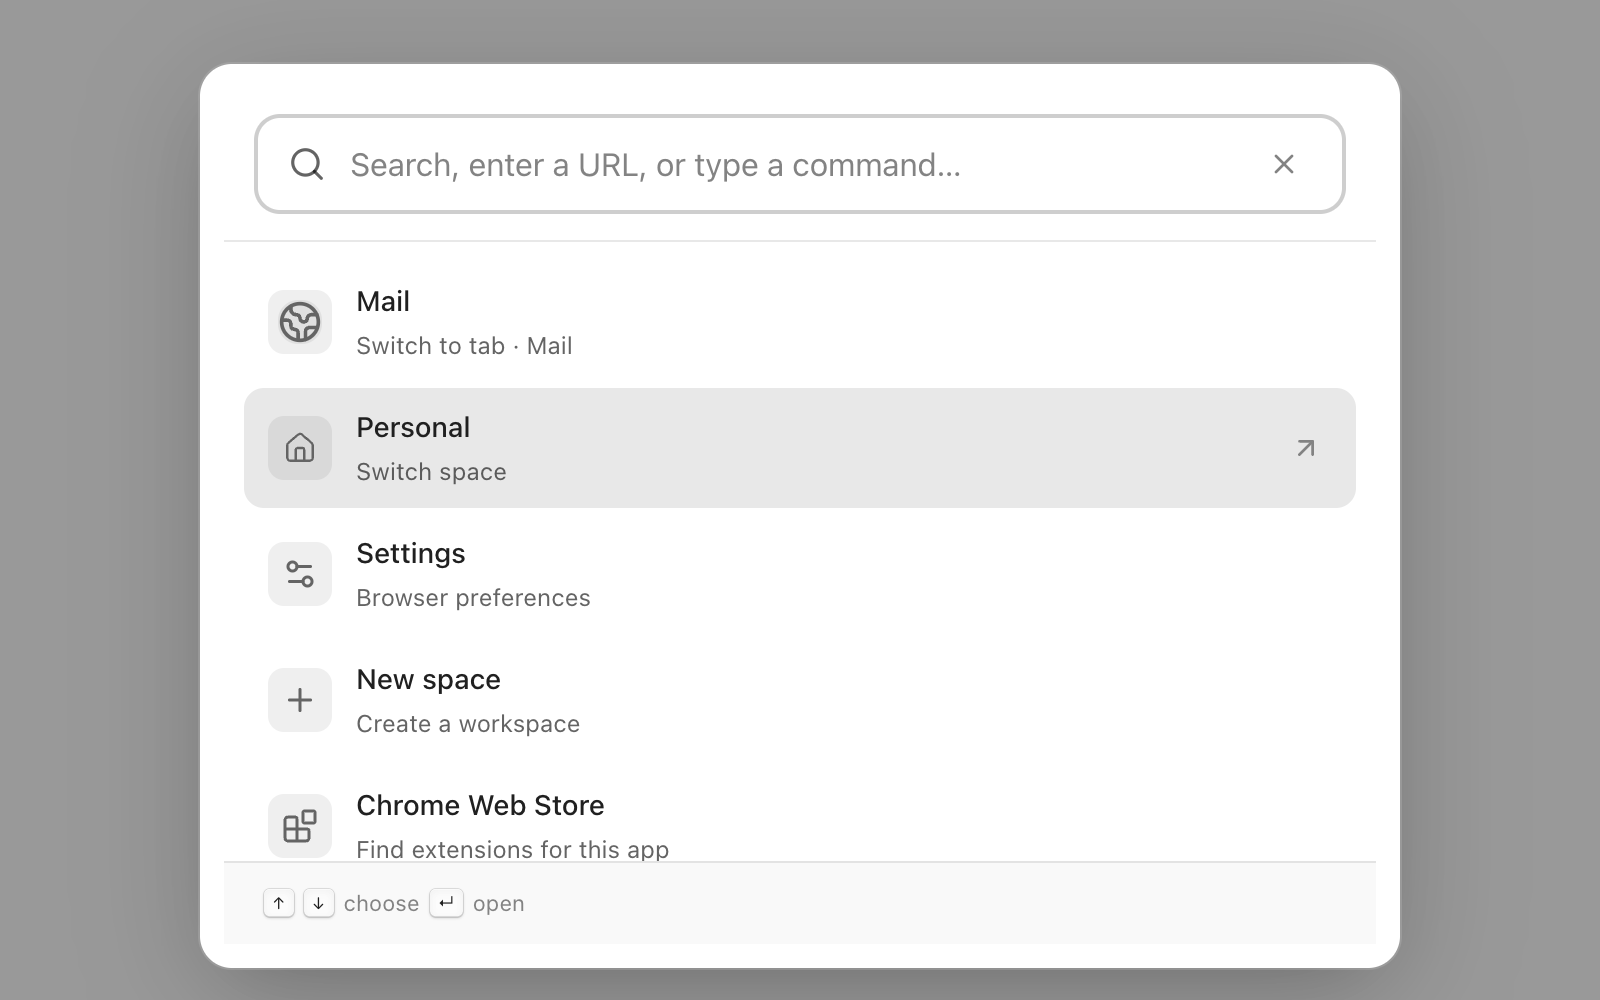 Search, enter a URL, or type a command...
Mail
Switch to tab · Mail
Personal
Switch space
Settings
Browser preferences
New space
Create a workspace
Chrome Web Store
Find extensions for this app
↑ ↓ choose ↵ open